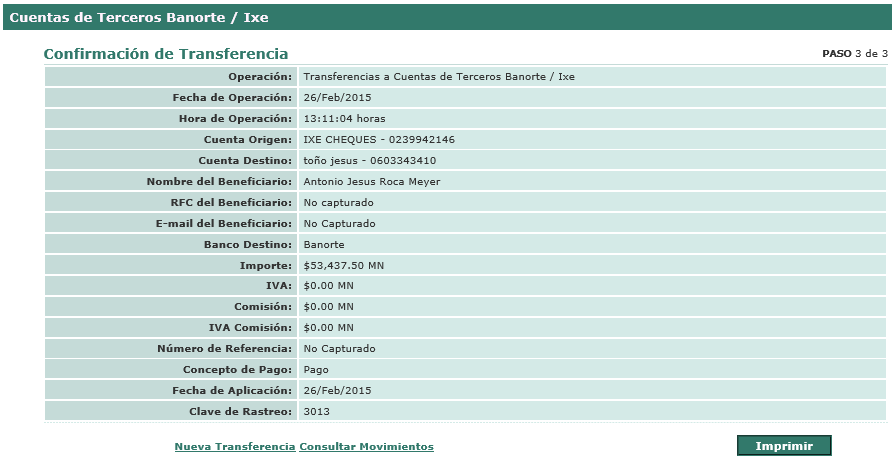 Cuentas de Terceros Banorte / Ixe
Confirmación de Transferencia PASO 3 de 3
Operación: Transferencias a Cuentas de Terceros Banorte / Ixe
Fecha de Operación: 26/Feb/2015
Hora de Operación: 13:11:04 horas
Cuenta Origen: IXE CHEQUES - 0239942146
Cuenta Destino: toño jesus - 0603343410
Nombre del Beneficiario: Antonio Jesus Roca Meyer
RFC del Beneficiario: No capturado
E-mail del Beneficiario: No Capturado
Banco Destino: Banorte
Importe: $53,437.50 MN
IVA: $0.00 MN
Comisión: $0.00 MN
IVA Comisión: $0.00 MN
Número de Referencia: No Capturado
Concepto de Pago: Pago
Fecha de Aplicación: 26/Feb/2015
Clave de Rastreo: 3013
Nueva Transferencia Consultar Movimientos Imprimir